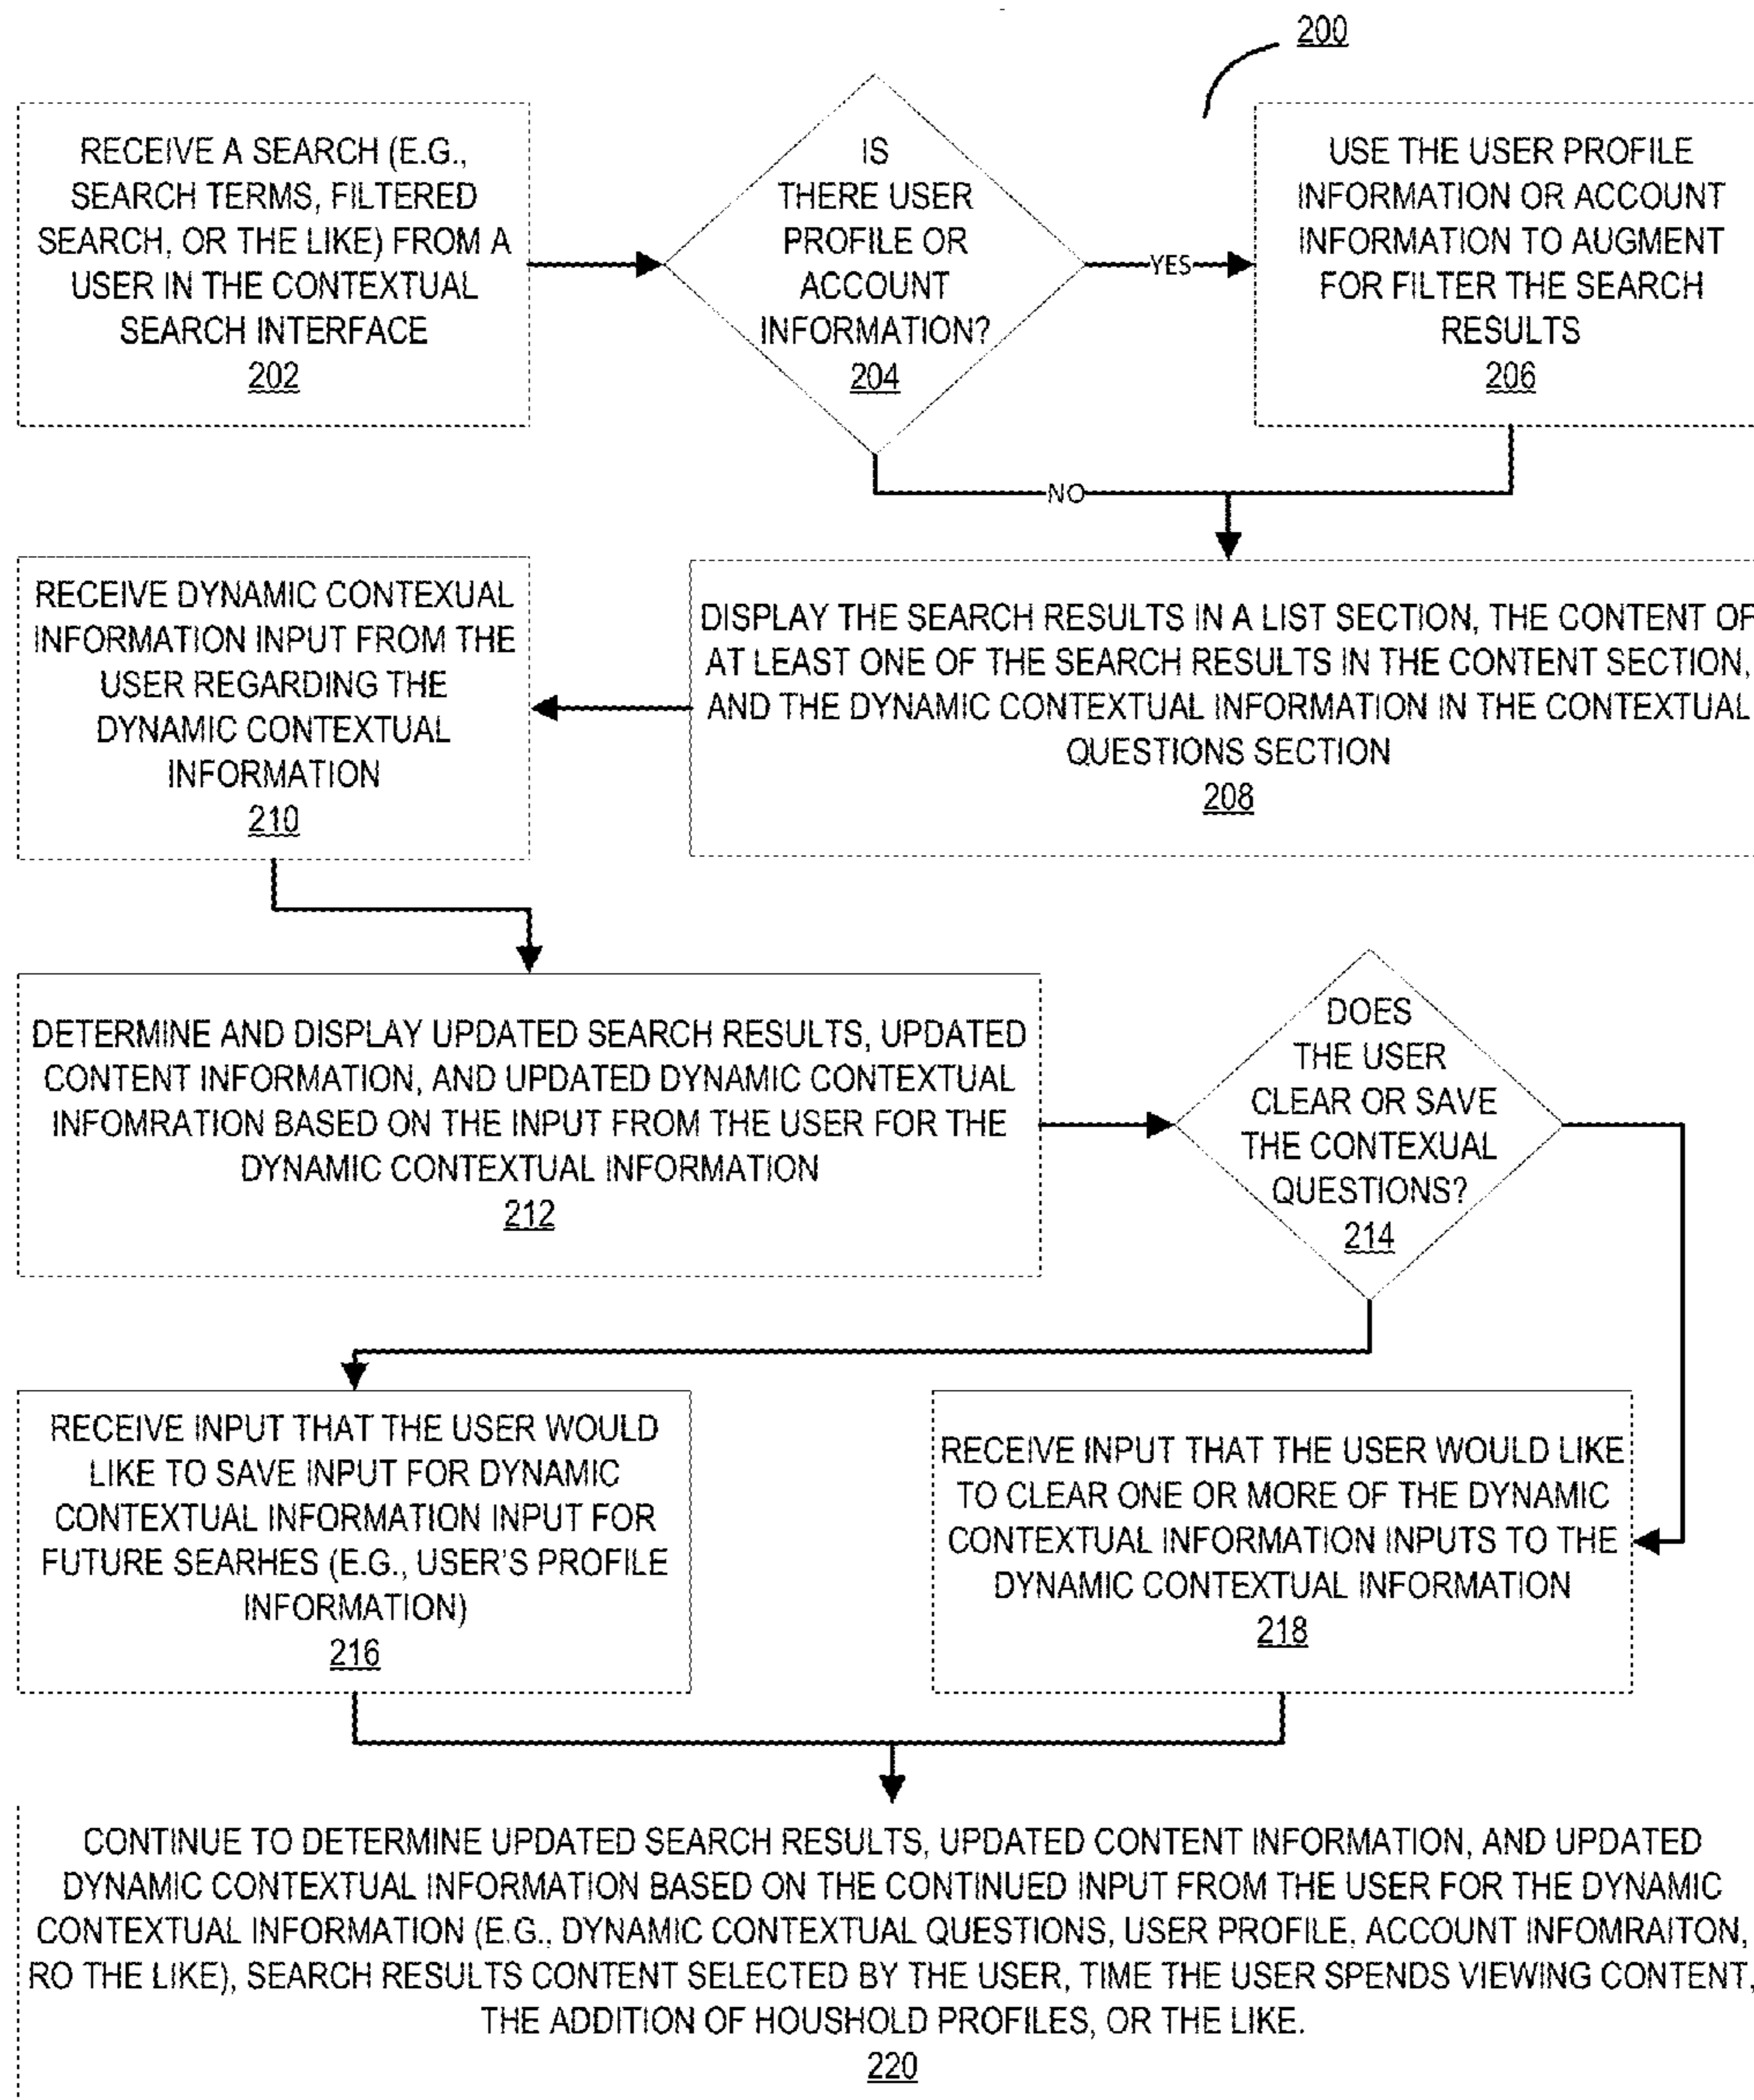 200
RECEIVE A SEARCH (E.G.,
SEARCH TERMS, FILTERED
SEARCH, OR THE LIKE) FROM A
USER IN THE CONTEXTUAL
SEARCH INTERFACE
202
IS
THERE USER
PROFILE OR
ACCOUNT
INFORMATION?
204
YES
USE THE USER PROFILE
INFORMATION OR ACCOUNT
INFORMATION TO AUGMENT
FOR FILTER THE SEARCH
RESULTS
206
NO
DISPLAY THE SEARCH RESULTS IN A LIST SECTION, THE CONTENT OF
AT LEAST ONE OF THE SEARCH RESULTS IN THE CONTENT SECTION,
AND THE DYNAMIC CONTEXTUAL INFORMATION IN THE CONTEXTUAL
QUESTIONS SECTION
208
RECEIVE DYNAMIC CONTEXUAL
INFORMATION INPUT FROM THE
USER REGARDING THE
DYNAMIC CONTEXTUAL
INFORMATION
210
DETERMINE AND DISPLAY UPDATED SEARCH RESULTS, UPDATED
CONTENT INFORMATION, AND UPDATED DYNAMIC CONTEXTUAL
INFOMRATION BASED ON THE INPUT FROM THE USER FOR THE
DYNAMIC CONTEXTUAL INFORMATION
212
DOES
THE USER
CLEAR OR SAVE
THE CONTEXUAL
QUESTIONS?
214
RECEIVE INPUT THAT THE USER WOULD
LIKE TO SAVE INPUT FOR DYNAMIC
CONTEXTUAL INFORMATION INPUT FOR
FUTURE SEARHES (E.G., USER'S PROFILE
INFORMATION)
216
RECEIVE INPUT THAT THE USER WOULD LIKE
TO CLEAR ONE OR MORE OF THE DYNAMIC
CONTEXTUAL INFORMATION INPUTS TO THE
DYNAMIC CONTEXTUAL INFORMATION
218
CONTINUE TO DETERMINE UPDATED SEARCH RESULTS, UPDATED CONTENT INFORMATION, AND UPDATED
DYNAMIC CONTEXTUAL INFORMATION BASED ON THE CONTINUED INPUT FROM THE USER FOR THE DYNAMIC
CONTEXTUAL INFORMATION (E.G., DYNAMIC CONTEXTUAL QUESTIONS, USER PROFILE, ACCOUNT INFOMRAITON,
RO THE LIKE), SEARCH RESULTS CONTENT SELECTED BY THE USER, TIME THE USER SPENDS VIEWING CONTENT,
THE ADDITION OF HOUSHOLD PROFILES, OR THE LIKE.
220